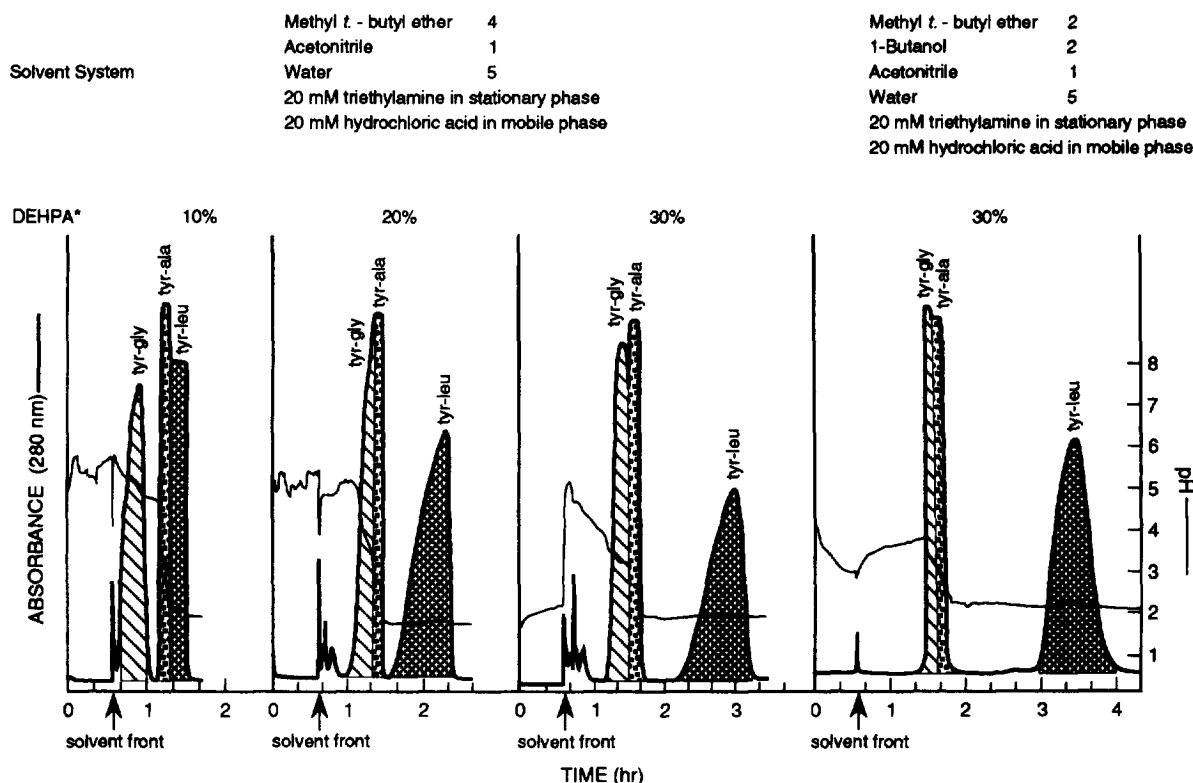 Methyl t. - butyl ether 4
Acetonitrile 1
Water 5
20 mM triethylamine in stationary phase
20 mM hydrochloric acid in mobile phase
Methyl t. - butyl ether 2
1-Butanol 2
Acetonitrile 1
Water 5
20 mM triethylamine in stationary phase
20 mM hydrochloric acid in mobile phase
Solvent System
DEHPA* 10% 20% 30% 30%
tyr-gly
tyr-ala
tyr-leu
tyr-gly
tyr-ala
tyr-leu
tyr-gly
tyr-ala
tyr-leu
tyr-gly
tyr-ala
tyr-leu
ABSORBANCE (280 nm)
8
7
6
5
4
3
2
1
pH
0 1 2
0 1 2
0 1 2 3
0 1 2 3 4
solvent front
solvent front
solvent front
solvent front
TIME (hr)